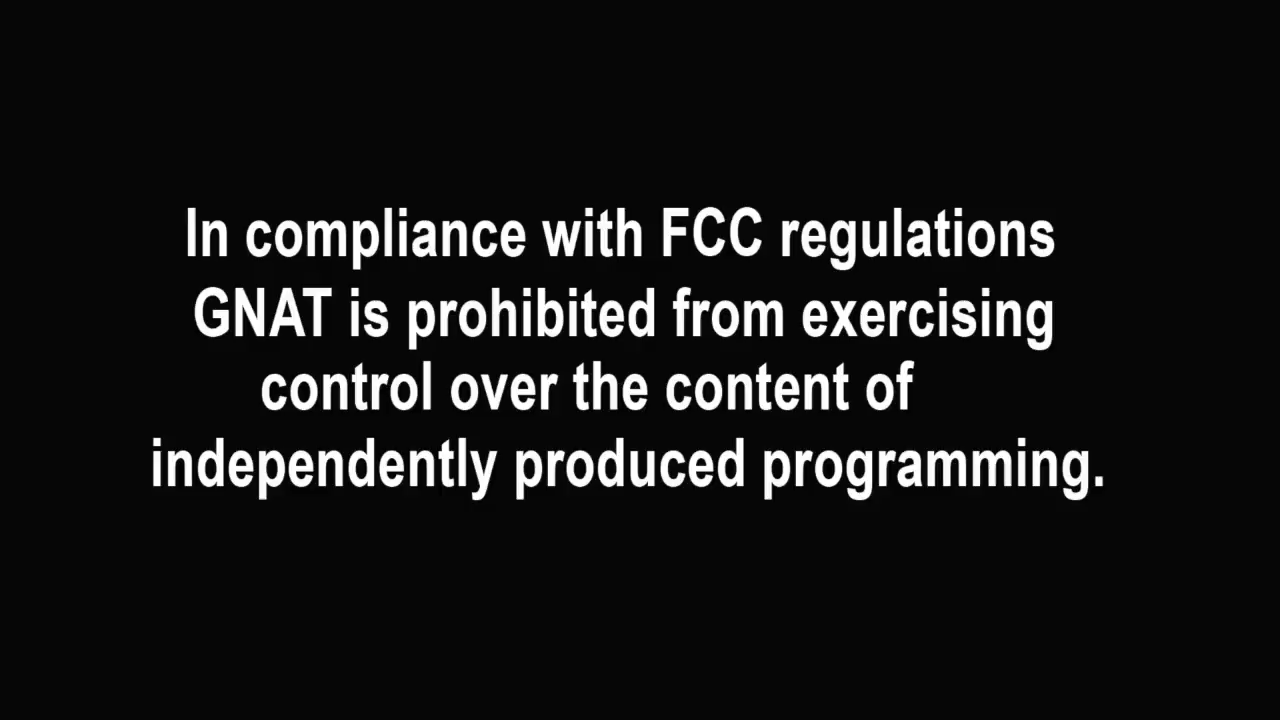 In compliance with FCC regulations
GNAT is prohibited from exercising
control over the content of
independently produced programming.